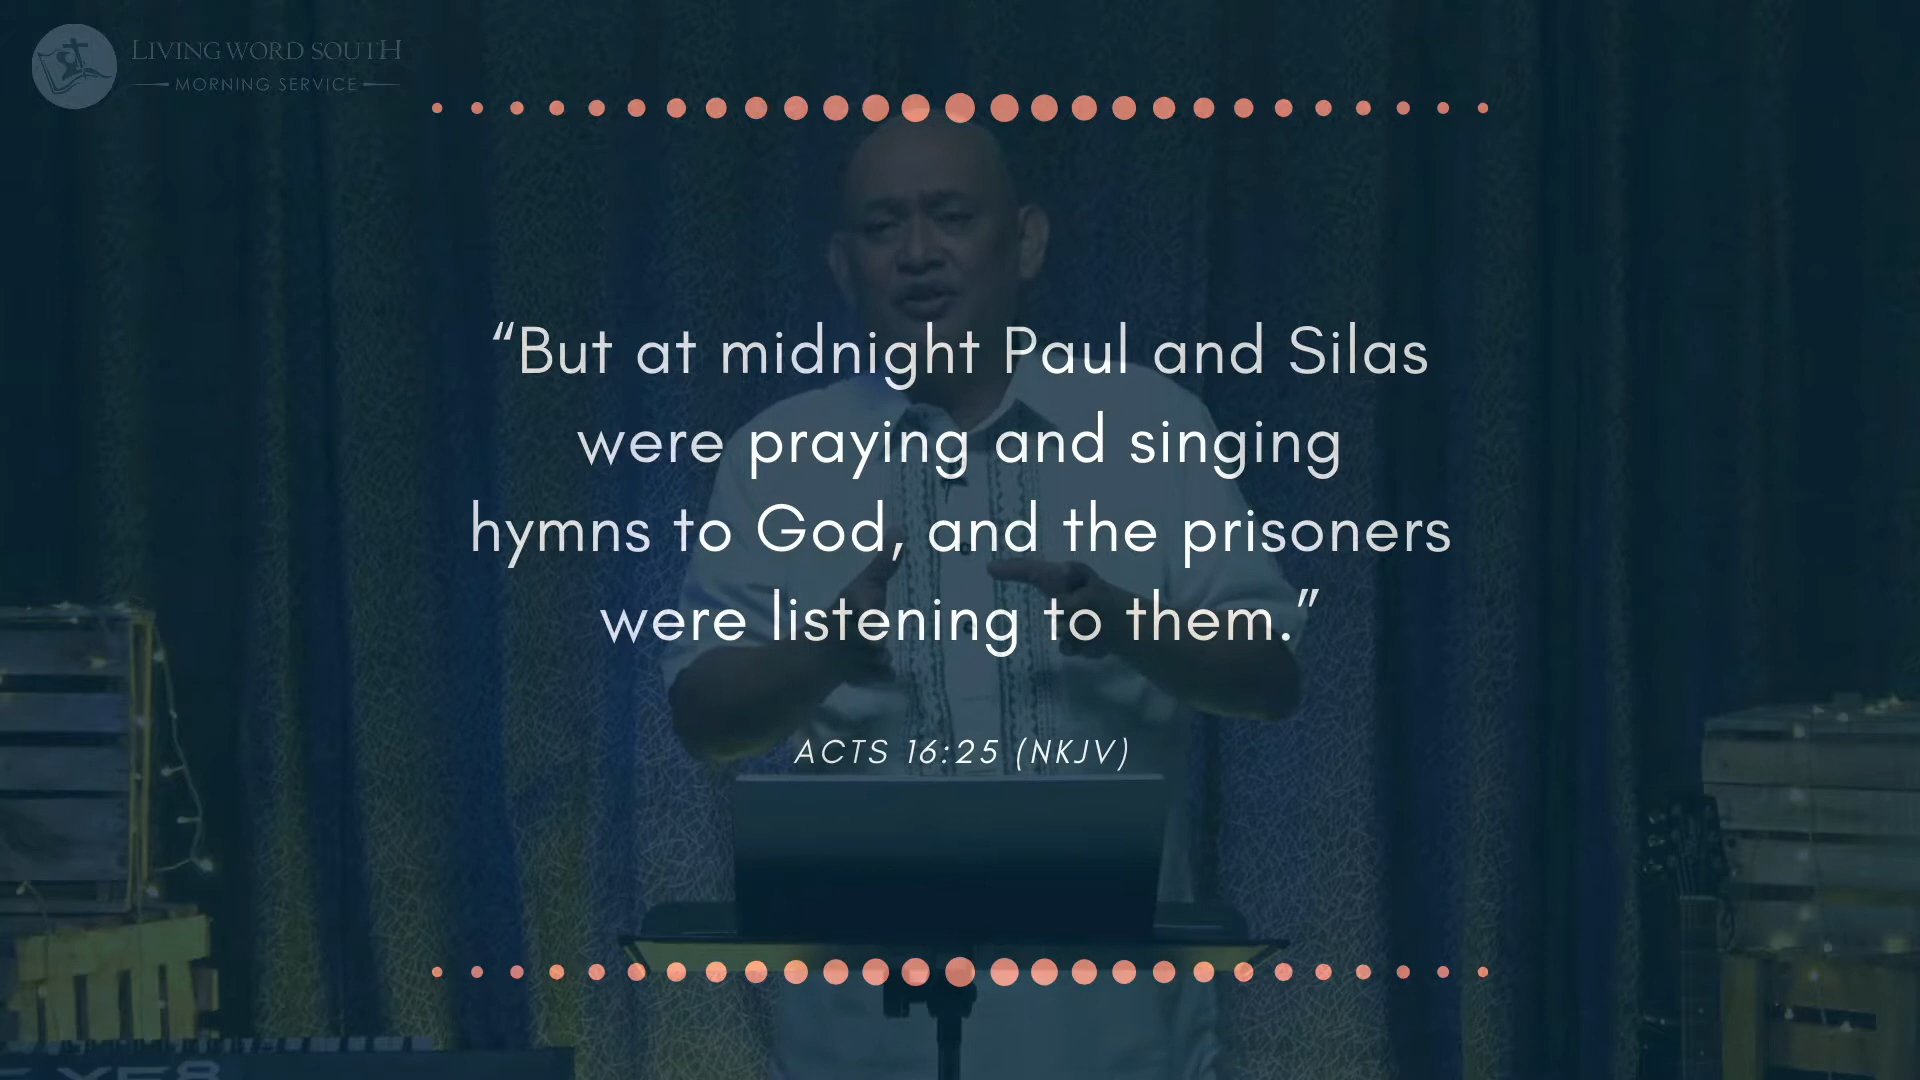 LIVING WORD SOUTH
MORNING SERVICE
“But at midnight Paul and Silas
were praying and singing
hymns to God, and the prisoners
were listening to them.”
ACTS 16:25 (NKJV)